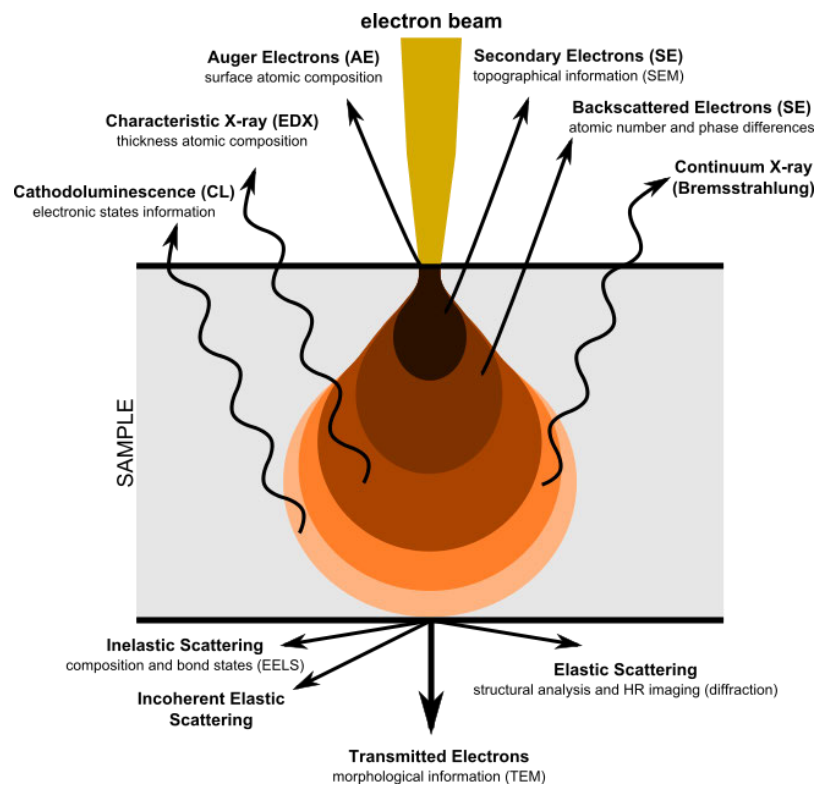 electron beam
Auger Electrons (AE)
surface atomic composition
Secondary Electrons (SE)
topographical information (SEM)
Characteristic X-ray (EDX)
thickness atomic composition
Backscattered Electrons (SE)
atomic number and phase differences
Cathodoluminescence (CL)
electronic states information
Continuum X-ray
(Bremsstrahlung)
SAMPLE
Inelastic Scattering
composition and bond states (EELS)
Incoherent Elastic
Scattering
Elastic Scattering
structural analysis and HR imaging (diffraction)
Transmitted Electrons
morphological information (TEM)